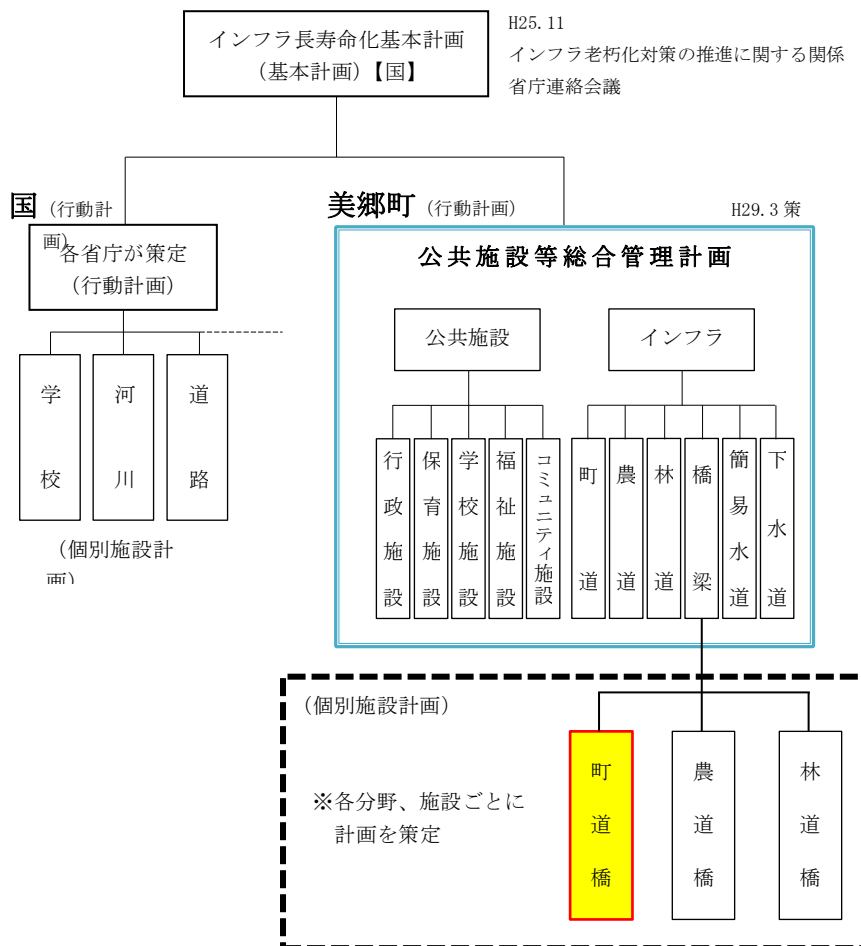 インフラ長寿命化基本計画
(基本計画)【国】
H25.11
インフラ老朽化対策の推進に関する関係
省庁連絡会議
国 (行動計
画)
各省庁が策定
(行動計画)
学校
河川
道路
(個別施設計
画)
美郷町 (行動計画)
H29.3 策
公共施設等総合管理計画
公共施設
インフラ
行政施設
保育施設
学校施設
福祉施設
コミュニティ施設
町道
農道
林道
橋梁
簡易水道
下水道
(個別施設計画)
※各分野、施設ごとに
計画を策定
町道橋
農道橋
林道橋